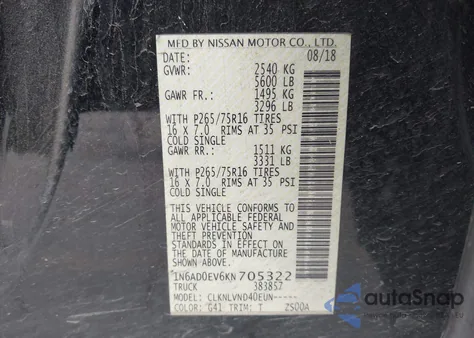 MFD BY NISSAN MOTOR CO., LTD.
DATE: 08/18
GVWR: 2540 KG
5600 LB
GAWR FR.: 1495 KG
3296 LB
WITH P265/75R16 TIRES
16 X 7.0 RIMS AT 35 PSI
COLD SINGLE
GAWR RR.: 1511 KG
3331 LB
WITH P265/75R16 TIRES
16 X 7.0 RIMS AT 35 PSI
COLD SINGLE
THIS VEHICLE CONFORMS TO
ALL APPLICABLE FEDERAL
MOTOR VEHICLE SAFETY AND
THEFT PREVENTION
STANDARDS IN EFFECT ON
THE DATE OF MANUFACTURE
SHOWN ABOVE.
1N6AD0EV6KN705322
TRUCK 383857
MODEL: CLKNLVND40EUN-----
COLOR: G41 TRIM: T ZS00A
autoSnap